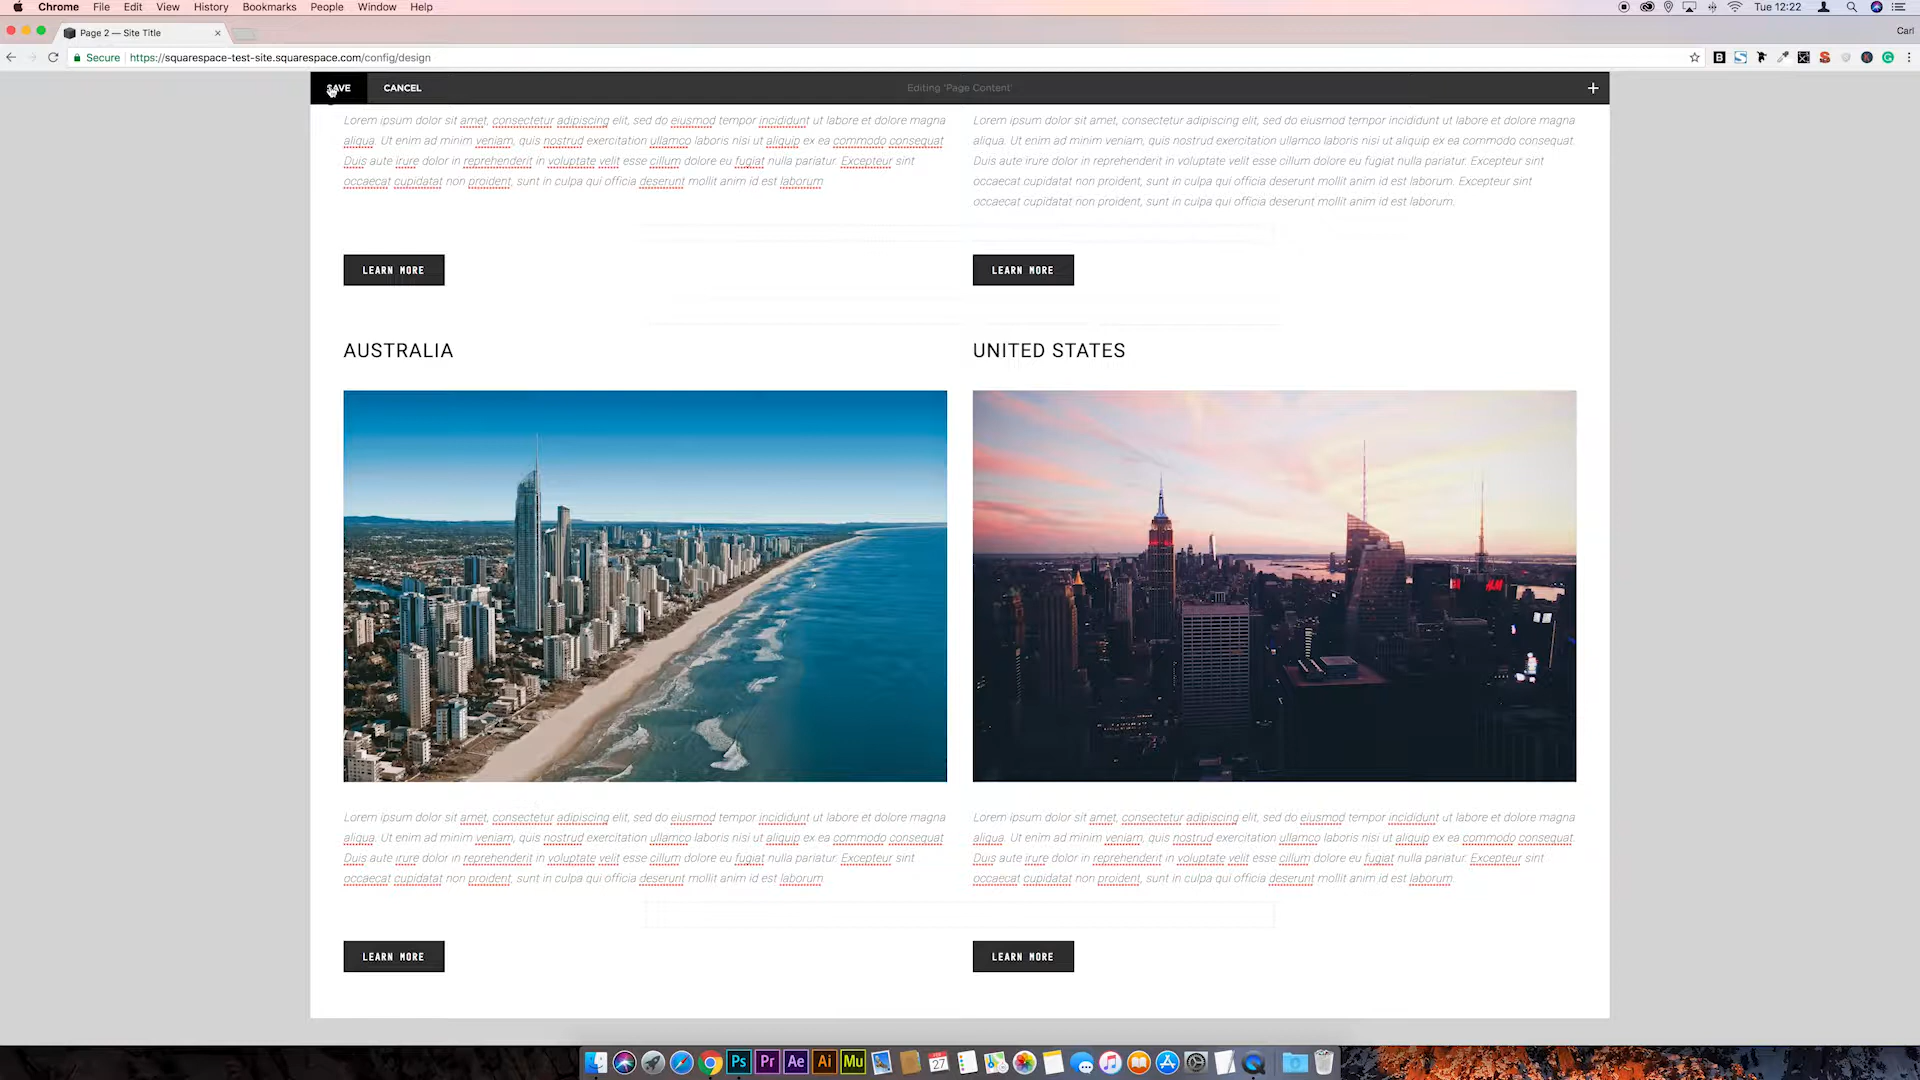 Chrome File Edit View History Bookmarks People Window Help Tue 12:22
Page 2 — Site Title Carl
Secure https://squarespace-test-site.squarespace.com/config/design
SAVE CANCEL Editing 'Page Content'
Lorem ipsum dolor sit amet, consectetur adipiscing elit, sed do eiusmod tempor incididunt ut labore et dolore magna
aliqua. Ut enim ad minim veniam, quis nostrud exercitation ullamco laboris nisi ut aliquip ex ea commodo consequat
Duis aute irure dolor in reprehenderit in voluptate velit esse cillum dolore eu fugiat nulla pariatur. Excepteur sint
occaecat cupidatat non proident, sunt in culpa qui officia deserunt mollit anim id est laborum
Lorem ipsum dolor sit amet, consectetur adipiscing elit, sed do eiusmod tempor incididunt ut labore et dolore magna
aliqua. Ut enim ad minim veniam, quis nostrud exercitation ullamco laboris nisi ut aliquip ex ea commodo consequat.
Duis aute irure dolor in reprehenderit in voluptate velit esse cillum dolore eu fugiat nulla pariatur. Excepteur sint
occaecat cupidatat non proident, sunt in culpa qui officia deserunt mollit anim id est laborum. Excepteur sint
occaecat cupidatat non proident, sunt in culpa qui officia deserunt mollit anim id est laborum.
LEARN MORE
LEARN MORE
AUSTRALIA
UNITED STATES
H&M
Lorem ipsum dolor sit amet, consectetur adipiscing elit, sed do eiusmod tempor incididunt ut labore et dolore magna
aliqua. Ut enim ad minim veniam, quis nostrud exercitation ullamco laboris nisi ut aliquip ex ea commodo consequat
Duis aute irure dolor in reprehenderit in voluptate velit esse cillum dolore eu fugiat nulla pariatur. Excepteur sint
occaecat cupidatat non proident, sunt in culpa qui officia deserunt mollit anim id est laborum.
Lorem ipsum dolor sit amet, consectetur adipiscing elit, sed do eiusmod tempor incididunt ut labore et dolore magna
aliqua. Ut enim ad minim veniam, quis nostrud exercitation ullamco laboris nisi ut aliquip ex ea commodo consequat.
Duis aute irure dolor in reprehenderit in voluptate velit esse cillum dolore eu fugiat nulla pariatur. Excepteur sint
occaecat cupidatat non proident, sunt in culpa qui officia deserunt mollit anim id est laborum.
LEARN MORE
LEARN MORE
Ps Pr Ae Ai Mu 27